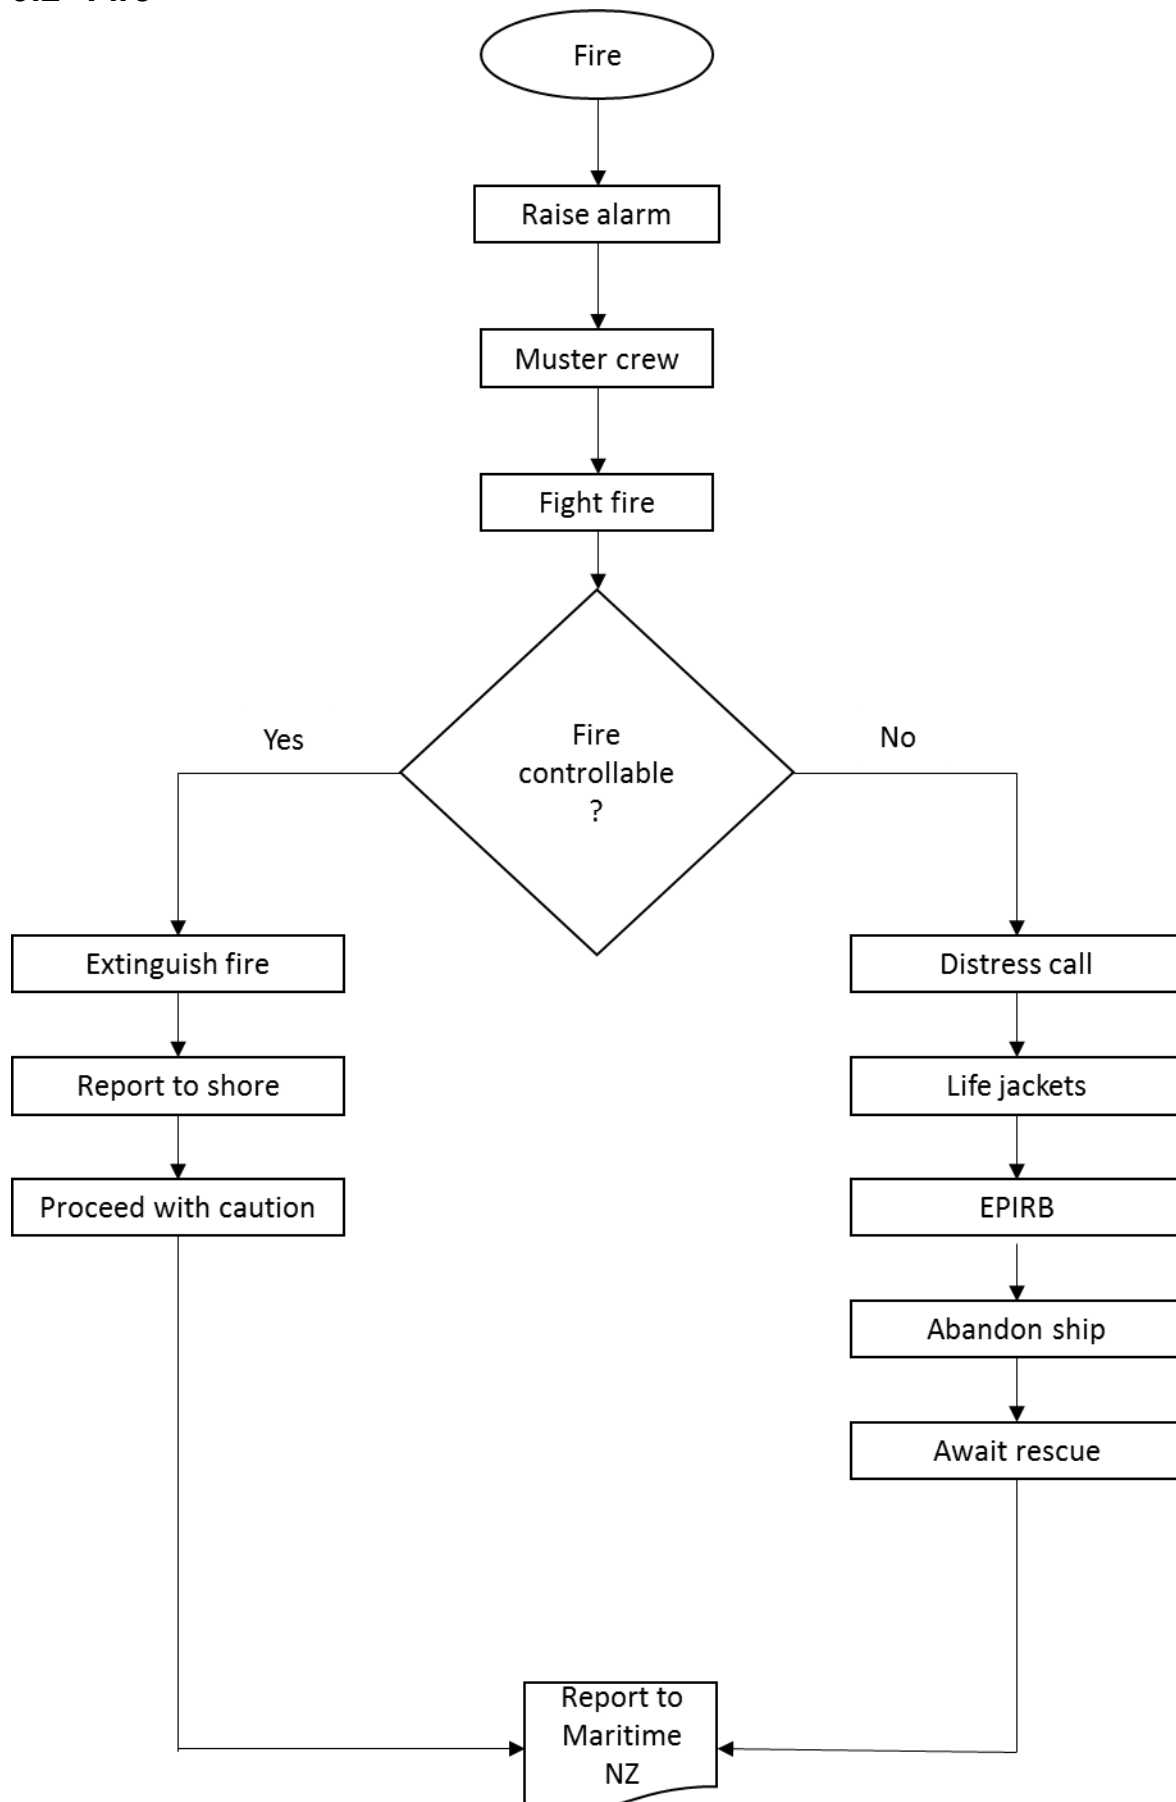 Fire
Raise alarm
Muster crew
Fight fire
Fire
controllable
?
Yes
No
Extinguish fire
Report to shore
Proceed with caution
Distress call
Life jackets
EPIRB
Abandon ship
Await rescue
Report to
Maritime
NZ